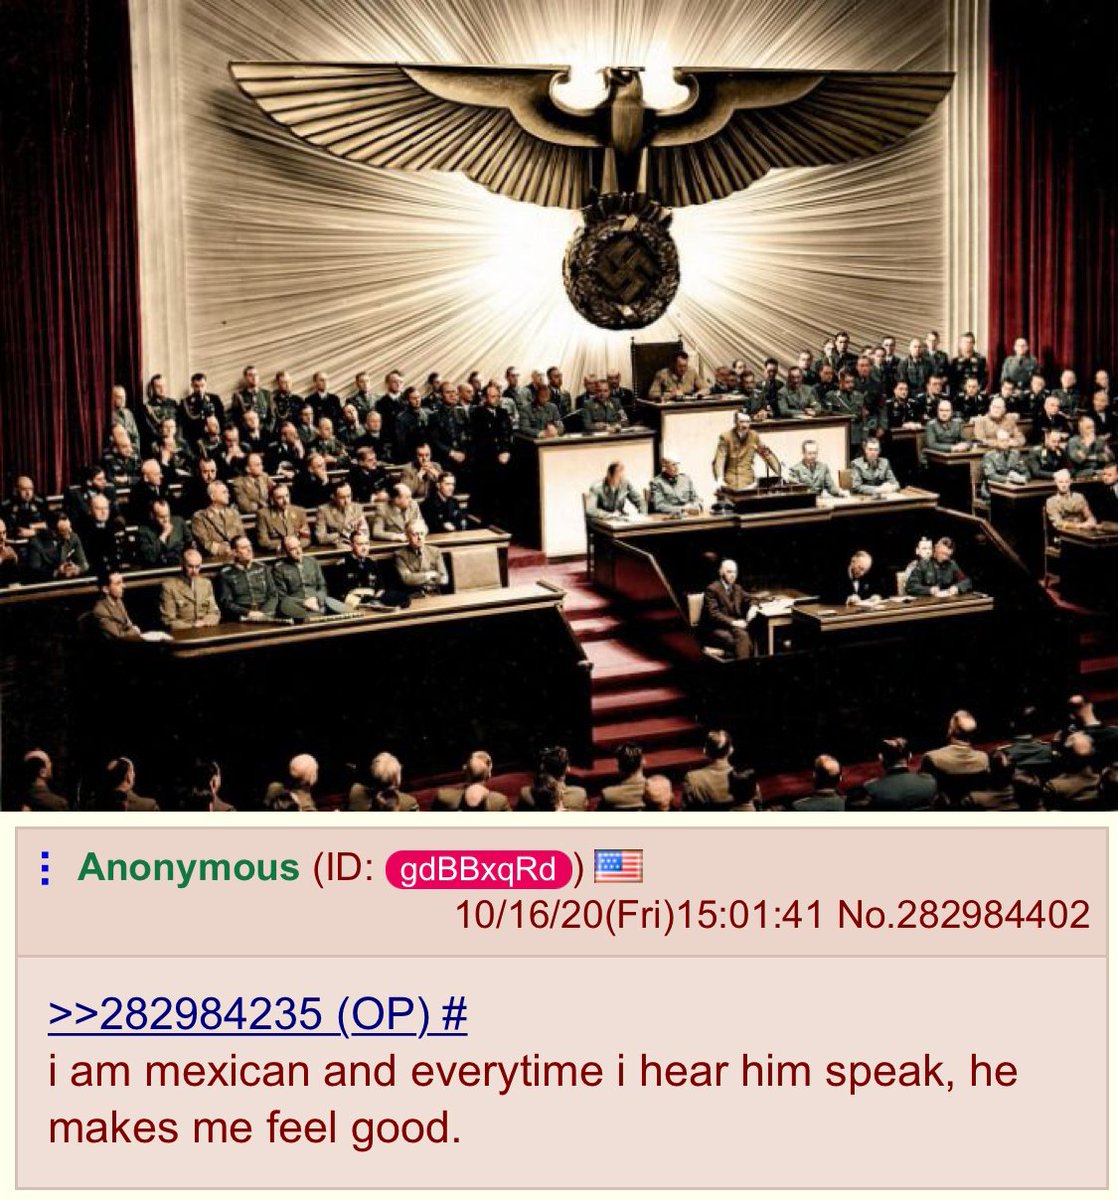 Anonymous (ID: gdBBxqRd)
10/16/20(Fri)15:01:41 No.282984402
>>282984235 (OP) #
i am mexican and everytime i hear him speak, he
makes me feel good.